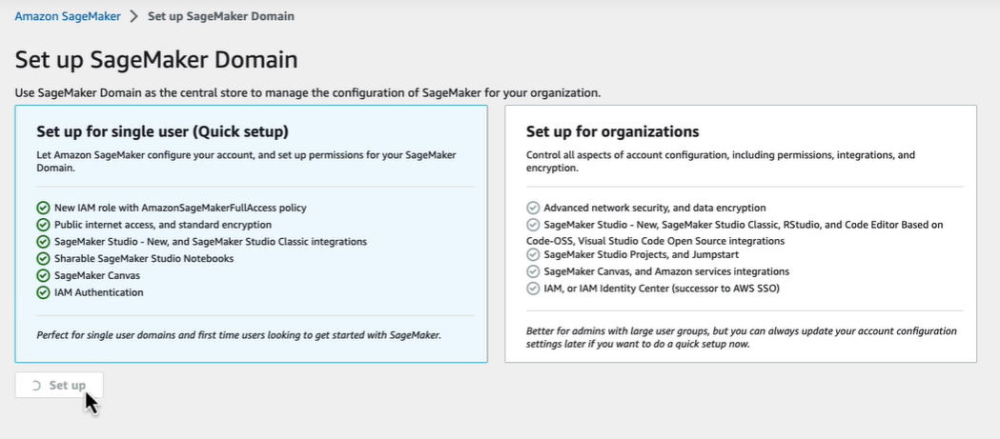 Amazon SageMaker > Set up SageMaker Domain
Set up SageMaker Domain
Use SageMaker Domain as the central store to manage the configuration of SageMaker for your organization.
Set up for single user (Quick setup)
Let Amazon SageMaker configure your account, and set up permissions for your SageMaker
Domain.
New IAM role with AmazonSageMakerFullAccess policy
Public internet access, and standard encryption
SageMaker Studio - New, and SageMaker Studio Classic integrations
Sharable SageMaker Studio Notebooks
SageMaker Canvas
IAM Authentication
Perfect for single user domains and first time users looking to get started with SageMaker.
Set up for organizations
Control all aspects of account configuration, including permissions, integrations, and
encryption.
Advanced network security, and data encryption
SageMaker Studio - New, SageMaker Studio Classic, RStudio, and Code Editor Based on
Code-OSS, Visual Studio Code Open Source integrations
SageMaker Studio Projects, and Jumpstart
SageMaker Canvas, and Amazon services integrations
IAM, or IAM Identity Center (successor to AWS SSO)
Better for admins with large user groups, but you can always update your account configuration
settings later if you want to do a quick setup now.
Set up